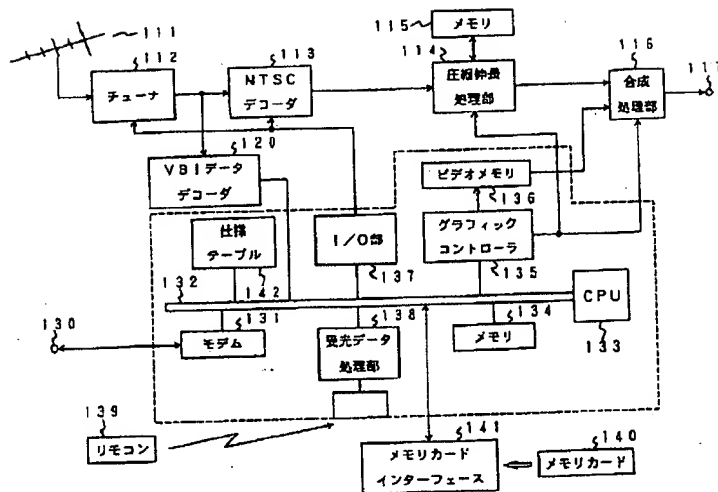 115
メモリ
111
112
113
114
116
117
チューナ
NTSC
デコーダ
圧縮伸長
処理部
合成
処理部
120
VBIデータ
デコーダ
ビデオメモリ
136
仕様
テーブル
I/O部
グラフィック
コントローラ
132
142
137
135
CPU
130
131
138
134
133
モデム
受光データ
処理部
メモリ
139
リモコン
141
140
メモリカード
インターフェース
メモリカード